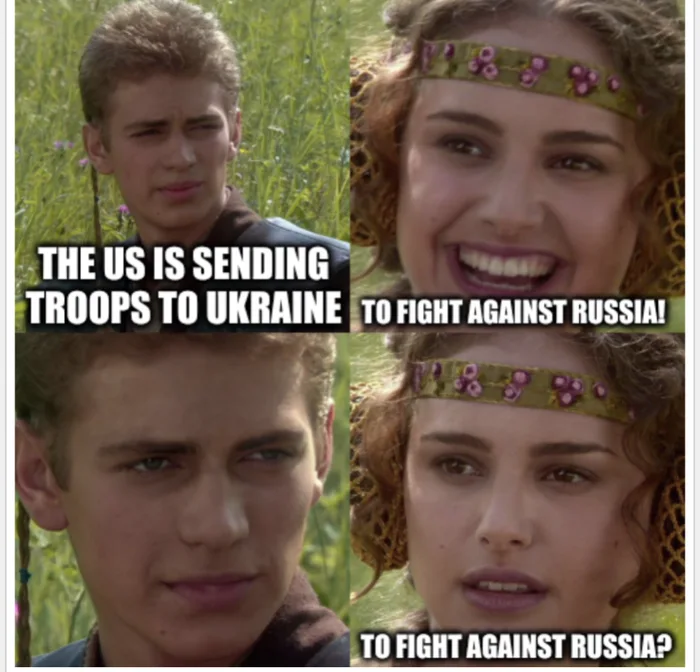 THE US IS SENDING
TROOPS TO UKRAINE
TO FIGHT AGAINST RUSSIA!
TO FIGHT AGAINST RUSSIA?